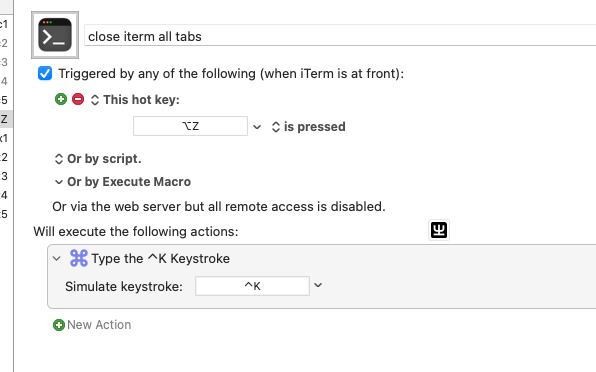 :1
:2
:3
:4
:5
Z
x1
:2
:3
:4
:5
close iterm all tabs
Triggered by any of the following (when iTerm is at front):
This hot key:
⌥Z
is pressed
Or by script.
Or by Execute Macro
Or via the web server but all remote access is disabled.
Will execute the following actions:
Type the ^K Keystroke
Simulate keystroke: ^K
New Action